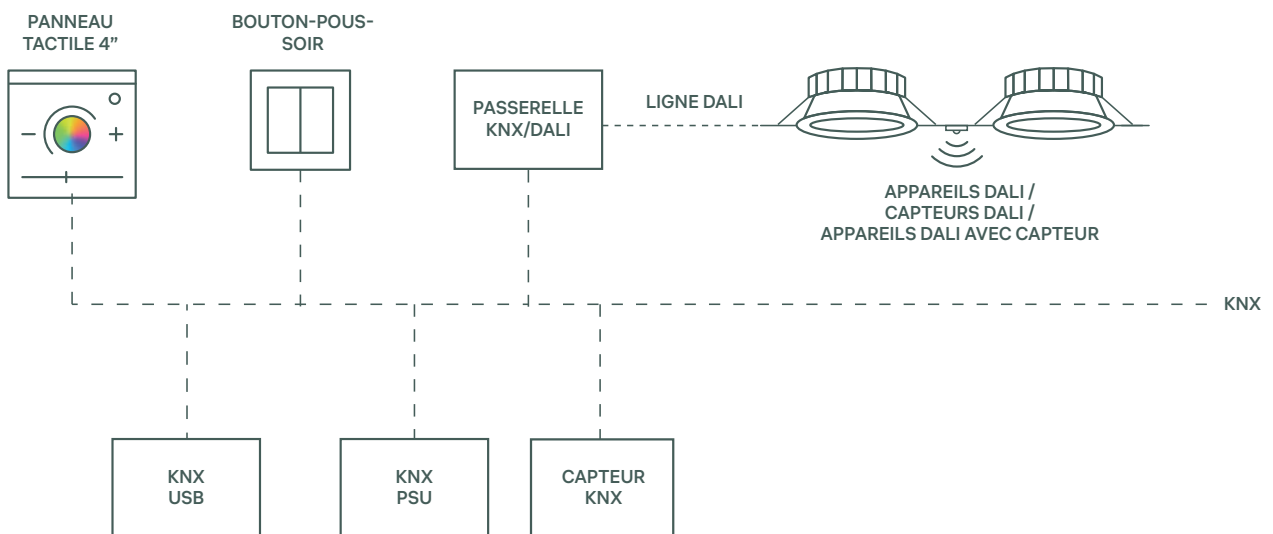 PANNEAU
TACTILE 4”
BOUTON-POUS-
SOIR
PASSERELLE
KNX/DALI
LIGNE DALI
APPAREILS DALI /
CAPTEURS DALI /
APPAREILS DALI AVEC CAPTEUR
KNX
KNX
USB
KNX
PSU
CAPTEUR
KNX